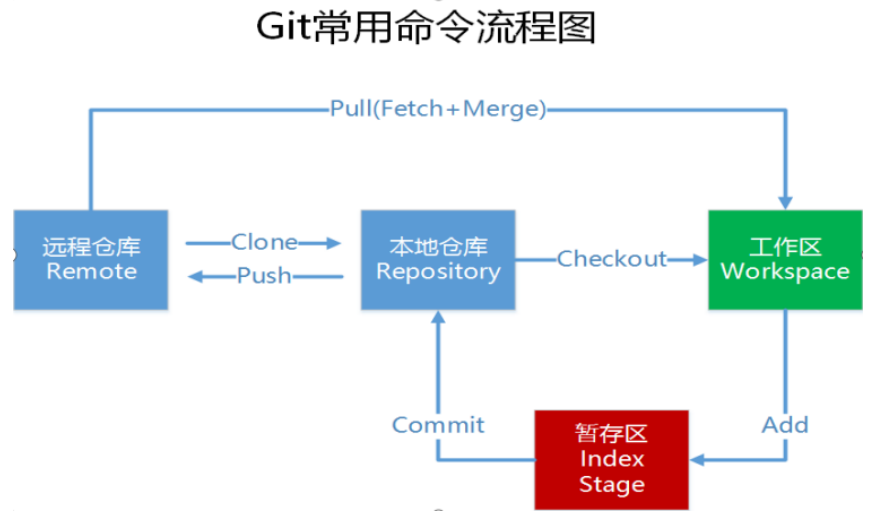 Git常用命令流程图
Pull(Fetch+Merge)
远程仓库
Remote
Clone
Push
本地仓库
Repository
Checkout
工作区
Workspace
Commit
暂存区
Index
Stage
Add